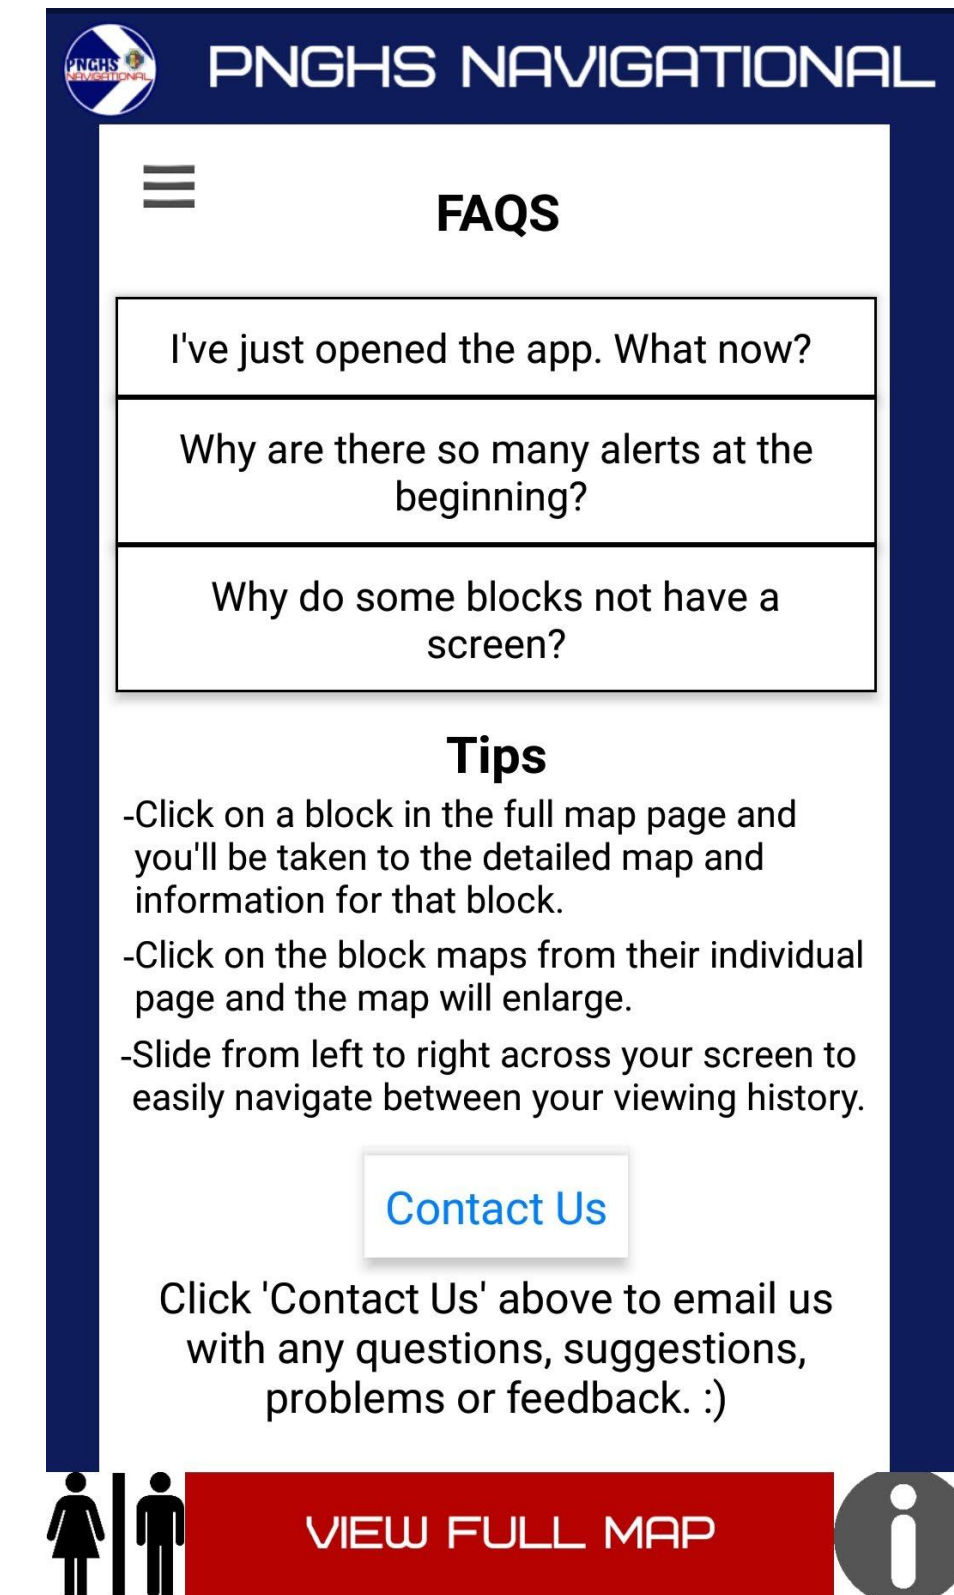 PNGHS
NAVIGATIONAL
PNGHS NAVIGATIONAL
FAQS
I've just opened the app. What now?
Why are there so many alerts at the
beginning?
Why do some blocks not have a
screen?
Tips
-Click on a block in the full map page and
you'll be taken to the detailed map and
information for that block.
-Click on the block maps from their individual
page and the map will enlarge.
-Slide from left to right across your screen to
easily navigate between your viewing history.
Contact Us
Click 'Contact Us' above to email us
with any questions, suggestions,
problems or feedback. :)
VIEW FULL MAP
i